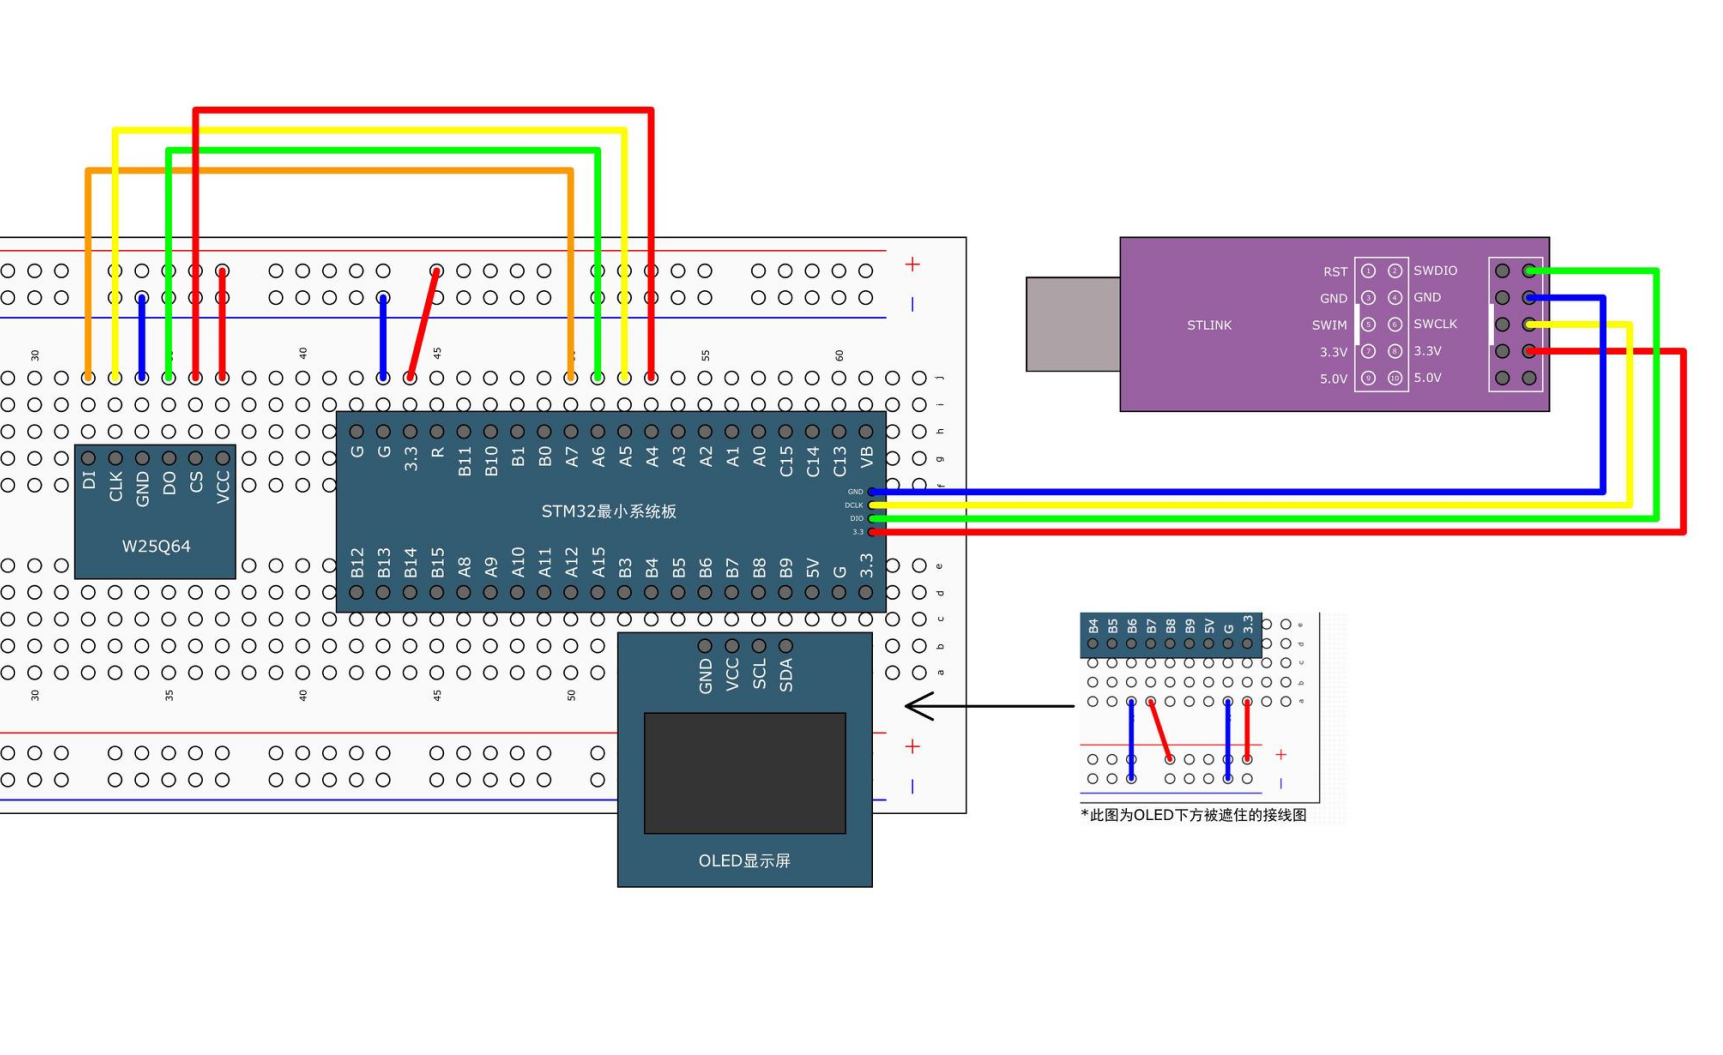 +
−
30
40
45
55
60
j
i
h
g
f
G G 3.3 R B11 B10 B1 B0 A7 A6 A5 A4 A3 A2 A1 A0 C15 C14 C13 VB
DI CLK GND DO CS VCC
W25Q64
STM32最小系统板
GND
DCLK
DIO
3.3
B12 B13 B14 B15 A8 A9 A10 A11 A12 A15 B3 B4 B5 B6 B7 B8 B9 5V G 3.3
e
d
c
b
a
GND VCC SCL SDA
30
35
40
45
50
+
−
OLED显示屏
STLINK
RST 1 2 SWDIO
GND 3 4 GND
SWIM 5 6 SWCLK
3.3V 7 8 3.3V
5.0V 9 10 5.0V
B4 B5 B6 B7 B8 B9 5V G 3.3
e
d
c
b
a
+
−
*此图为OLED下方被遮住的接线图